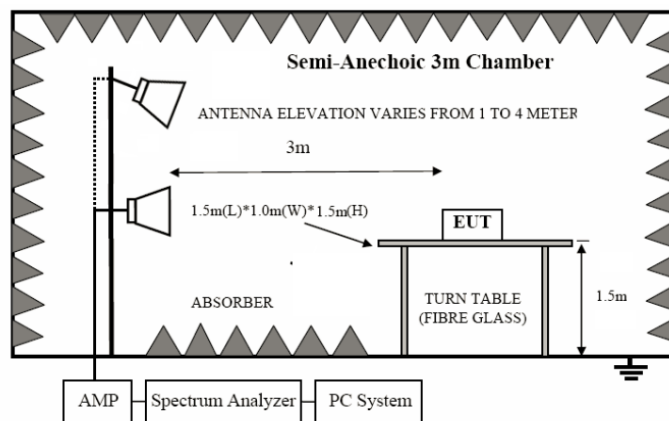 Semi-Anechoic 3m Chamber
ANTENNA ELEVATION VARIES FROM 1 TO 4 METER
3m
1.5m(L)*1.0m(W)*1.5m(H)
EUT
ABSORBER
TURN TABLE
(FIBRE GLASS)
1.5m
AMP
Spectrum Analyzer
PC System